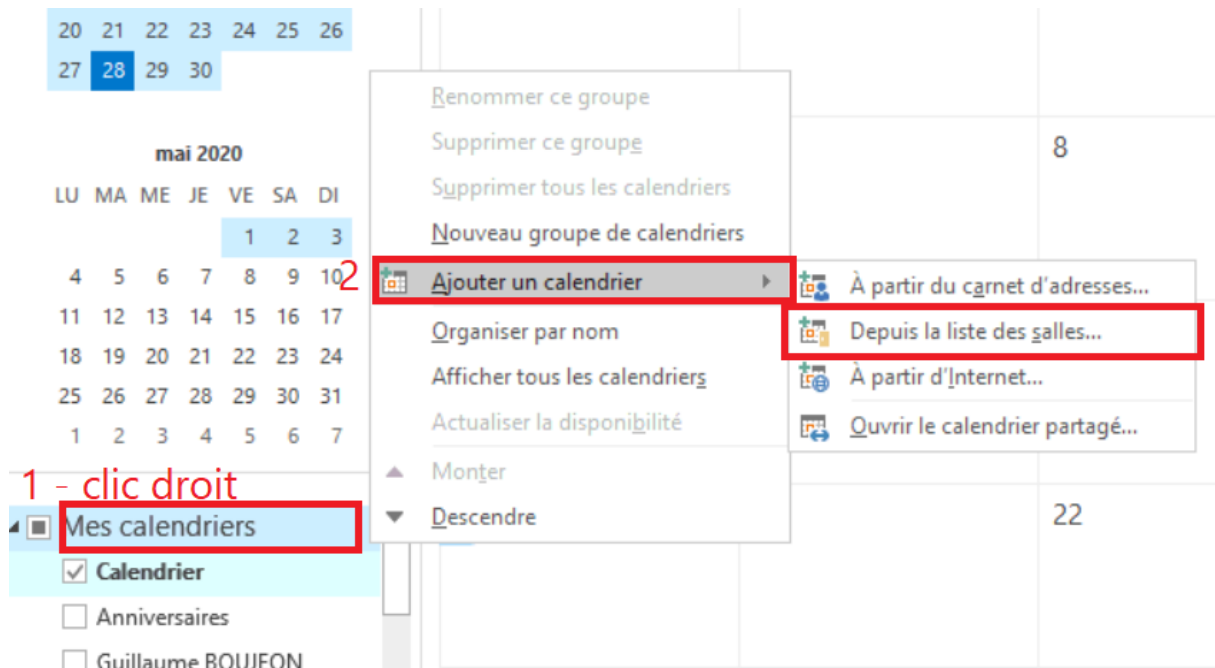 20 21 22 23 24 25 26
27 28 29 30
mai 2020
LU MA ME JE VE SA DI
1 2 3
4 5 6 7 8 9 10
11 12 13 14 15 16 17
18 19 20 21 22 23 24
25 26 27 28 29 30 31
1 2 3 4 5 6 7
1 - clic droit
Mes calendriers
Calendrier
Anniversaires
Guillaume BOUJEON
Renommer ce groupe
Supprimer ce groupe
Supprimer tous les calendriers
Nouveau groupe de calendriers
2
Ajouter un calendrier
Organiser par nom
Afficher tous les calendriers
Actualiser la disponibilité
Monter
Descendre
À partir du carnet d'adresses...
Depuis la liste des salles...
À partir d'Internet...
Ouvrir le calendrier partagé...
8
22